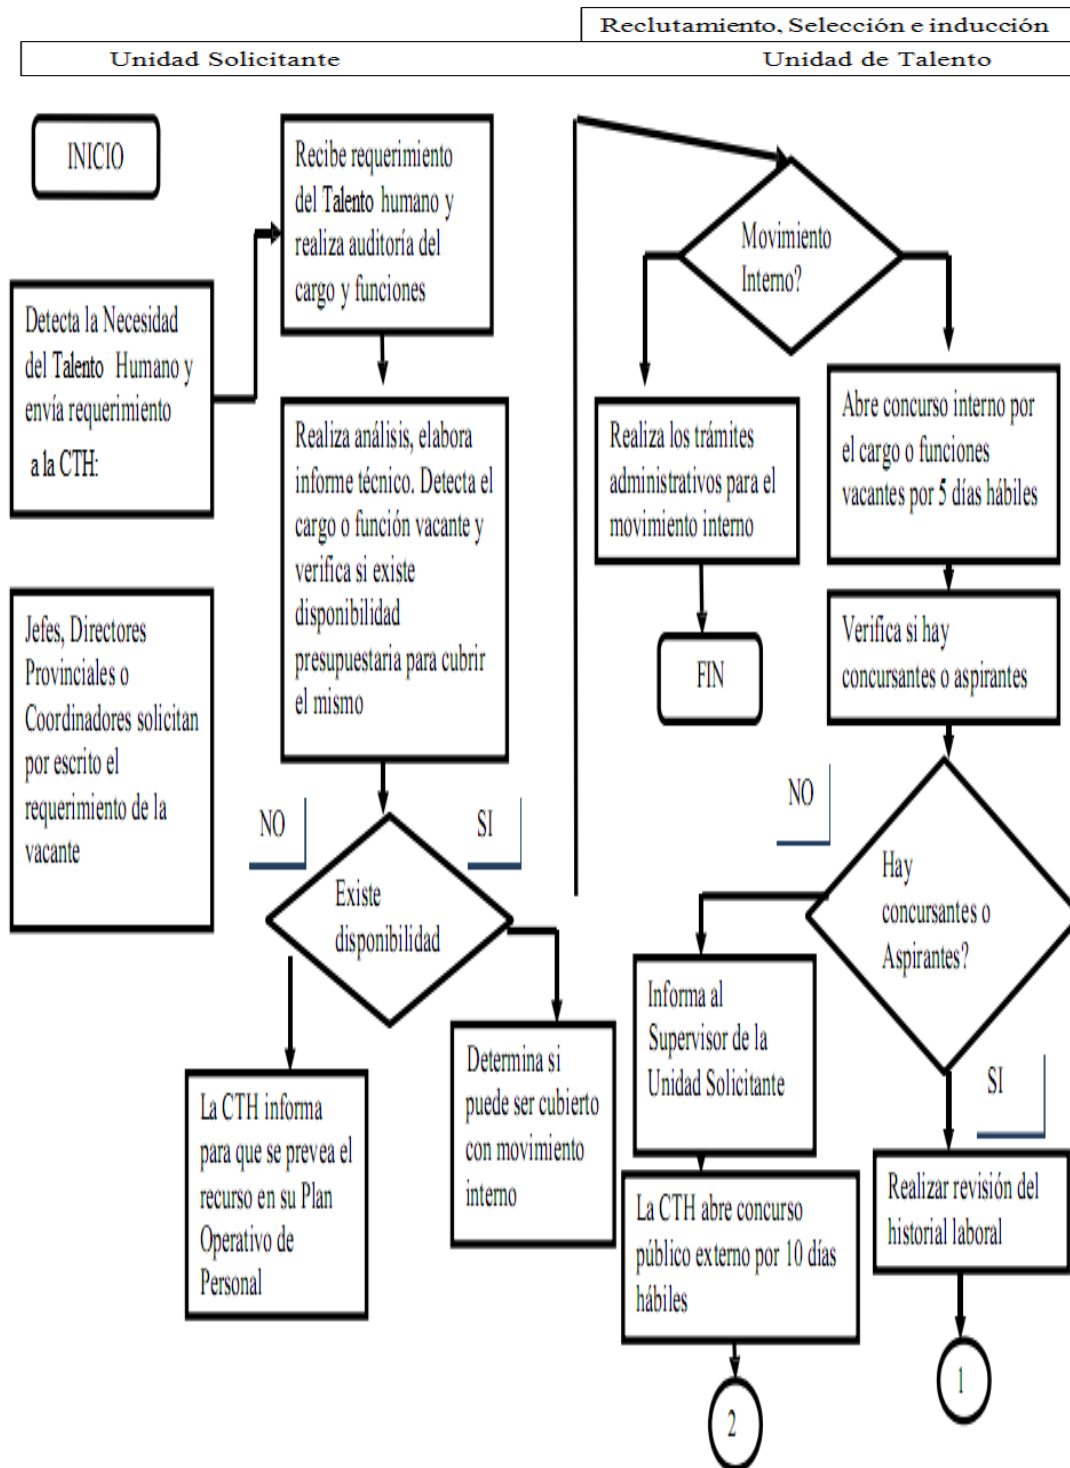 Reclutamiento, Selección e inducción
Unidad Solicitante
Unidad de Talento
INICIO
Detecta la Necesidad
del Talento Humano y
envía requerimiento
a la CTH:
Jefes, Directores
Provinciales o
Coordinadores solicitan
por escrito el
requerimiento de la
vacante
Recibe requerimiento
del Talento humano y
realiza auditoría del
cargo y funciones
Realiza análisis, elabora
informe técnico. Detecta el
cargo o función vacante y
verifica si existe
disponibilidad
presupuestaria para cubrir
el mismo
NO
SI
Existe
disponibilidad
La CTH informa
para que se prevea el
recurso en su Plan
Operativo de
Personal
Determina si
puede ser cubierto
con movimiento
interno
Movimiento
Interno?
Realiza los trámites
administrativos para el
movimiento interno
FIN
Abre concurso interno por
el cargo o funciones
vacantes por 5 días hábiles
Verifica si hay
concursantes o aspirantes
NO
Hay
concursantes o
Aspirantes?
SI
Informa al
Supervisor de la
Unidad Solicitante
La CTH abre concurso
público externo por 10 días
hábiles
2
Realizar revisión del
historial laboral
1